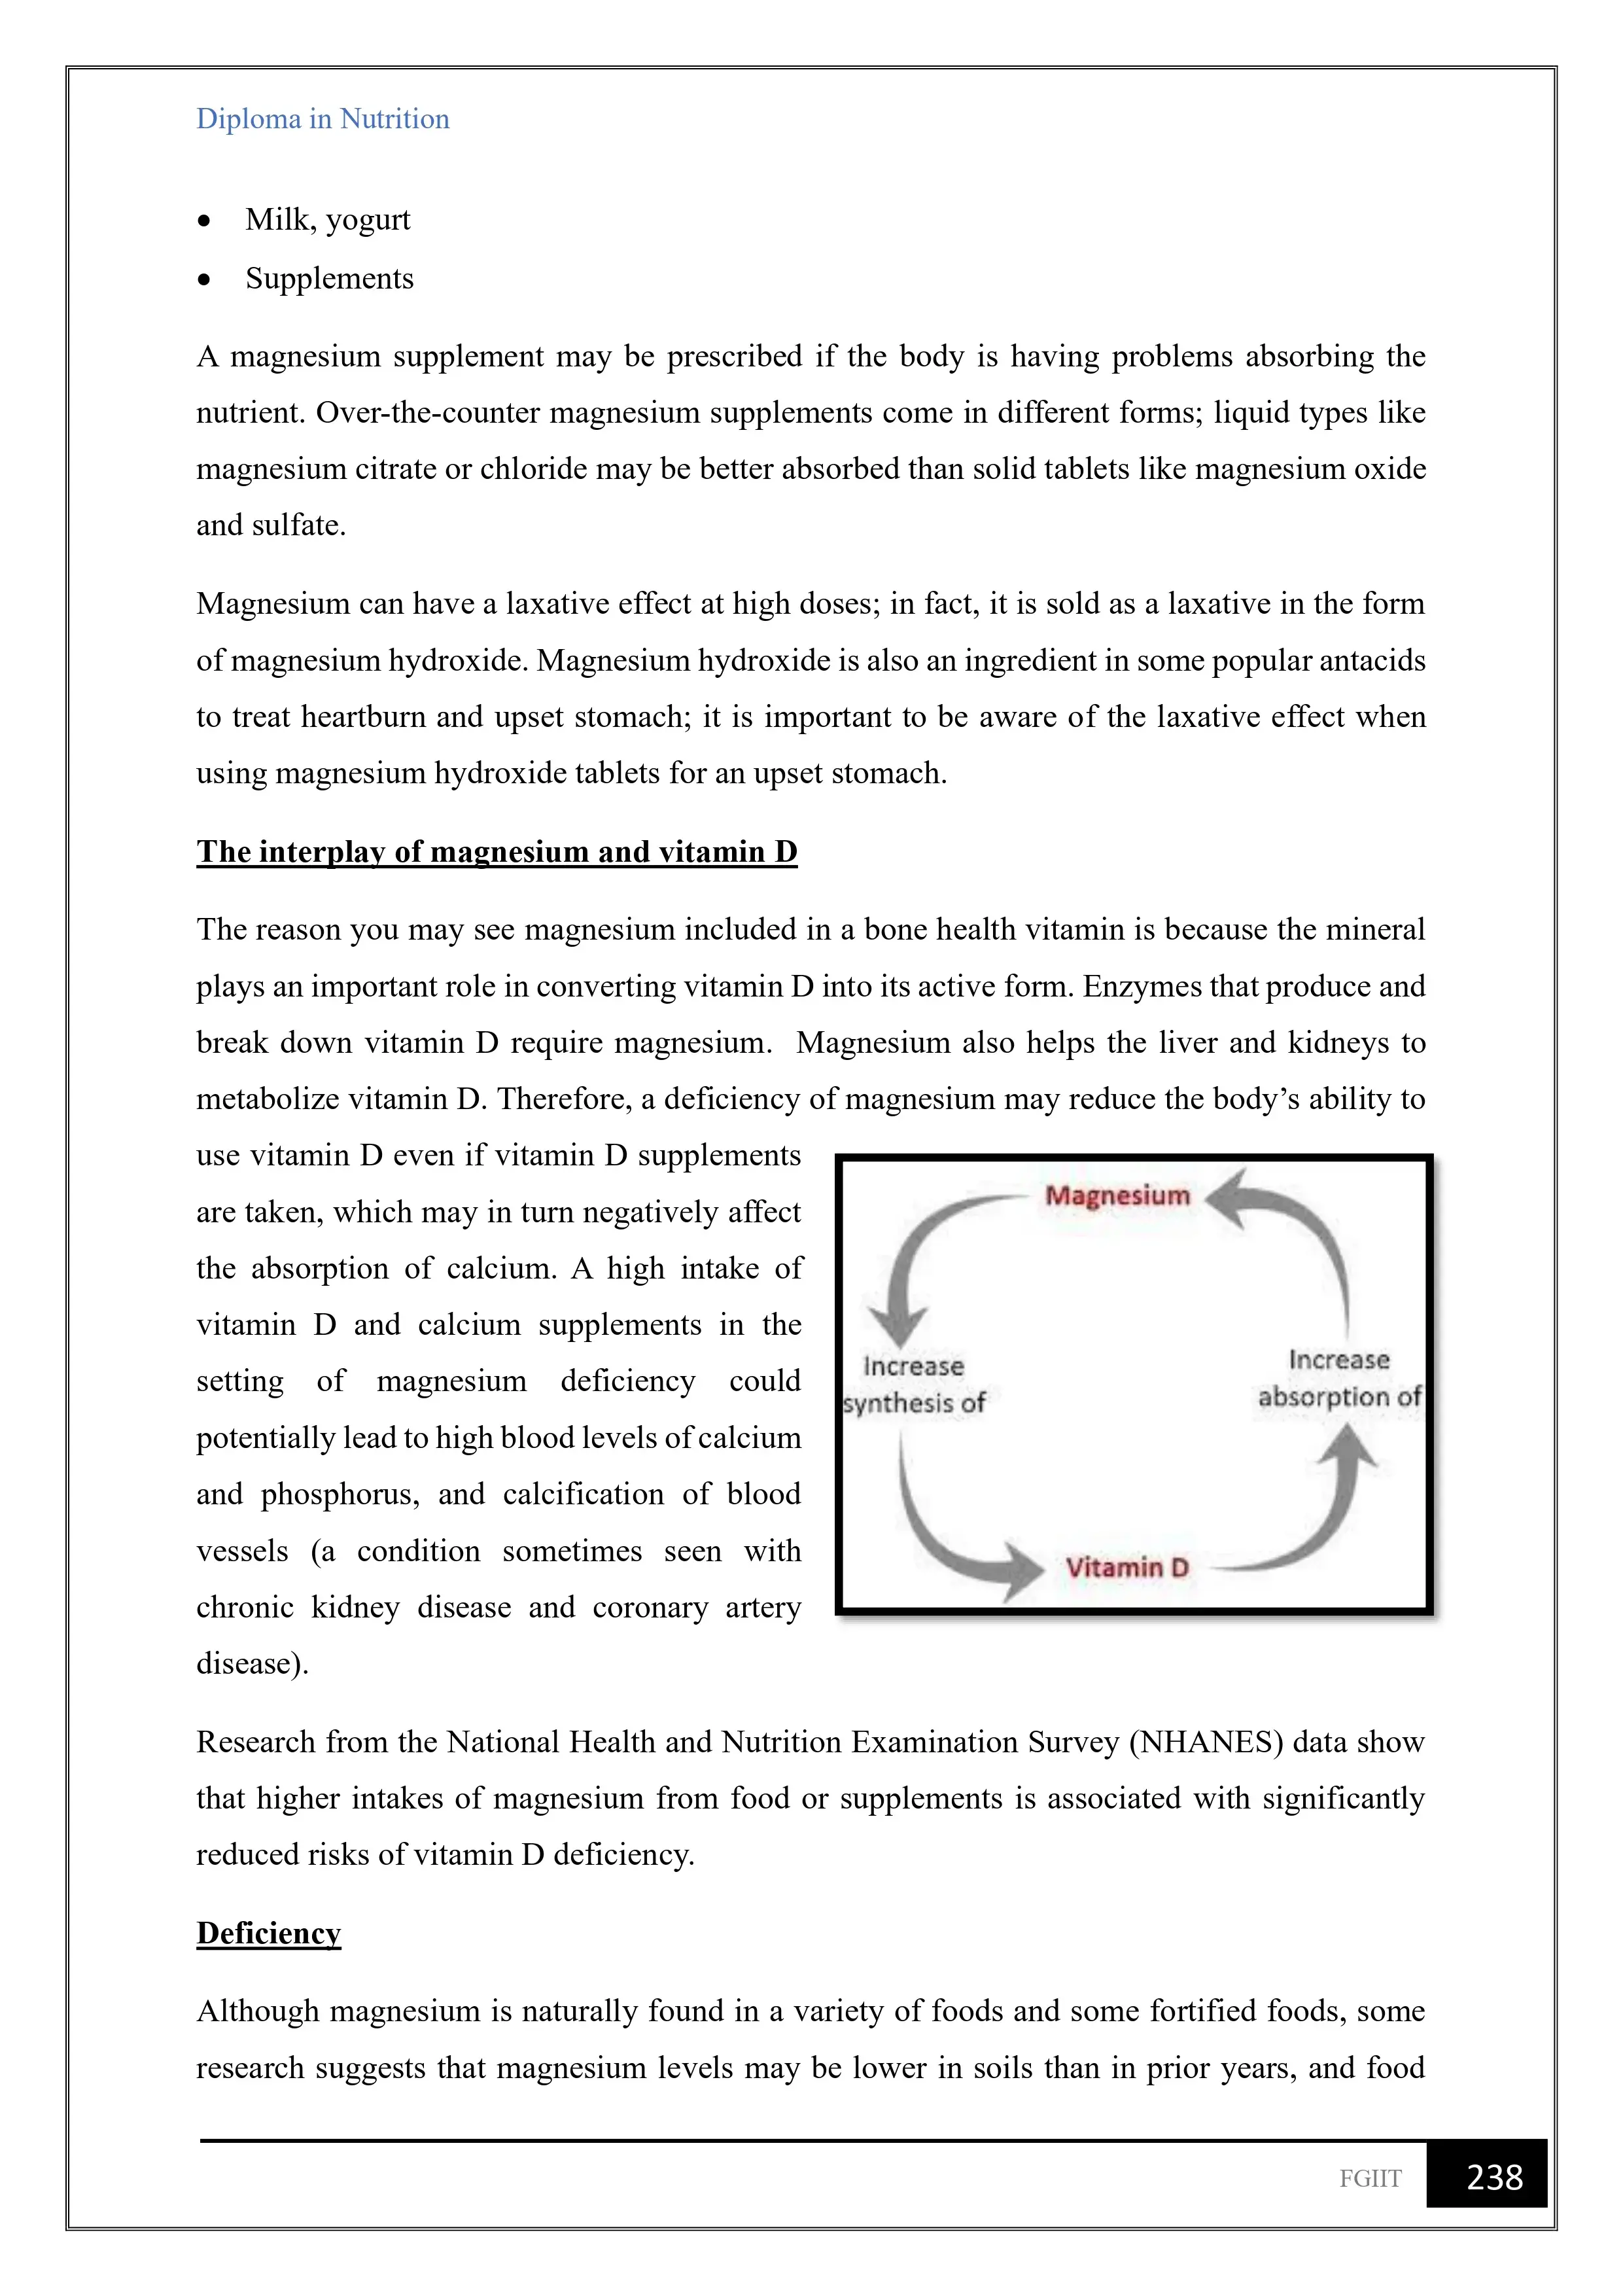 Diploma in Nutrition
• Milk, yogurt
• Supplements
A magnesium supplement may be prescribed if the body is having problems absorbing the
nutrient. Over-the-counter magnesium supplements come in different forms; liquid types like
magnesium citrate or chloride may be better absorbed than solid tablets like magnesium oxide
and sulfate.
Magnesium can have a laxative effect at high doses; in fact, it is sold as a laxative in the form
of magnesium hydroxide. Magnesium hydroxide is also an ingredient in some popular antacids
to treat heartburn and upset stomach; it is important to be aware of the laxative effect when
using magnesium hydroxide tablets for an upset stomach.
The interplay of magnesium and vitamin D
The reason you may see magnesium included in a bone health vitamin is because the mineral
plays an important role in converting vitamin D into its active form. Enzymes that produce and
break down vitamin D require magnesium.  Magnesium also helps the liver and kidneys to
metabolize vitamin D. Therefore, a deficiency of magnesium may reduce the body’s ability to
use vitamin D even if vitamin D supplements
are taken, which may in turn negatively affect
the absorption of calcium. A high intake of
vitamin D and calcium supplements in the
setting of magnesium deficiency could
potentially lead to high blood levels of calcium
and phosphorus, and calcification of blood
vessels (a condition sometimes seen with
chronic kidney disease and coronary artery
disease).
Magnesium
Increase
synthesis of
Increase
absorption of
Vitamin D
Research from the National Health and Nutrition Examination Survey (NHANES) data show
that higher intakes of magnesium from food or supplements is associated with significantly
reduced risks of vitamin D deficiency.
Deficiency
Although magnesium is naturally found in a variety of foods and some fortified foods, some
research suggests that magnesium levels may be lower in soils than in prior years, and food
FGIIT 238